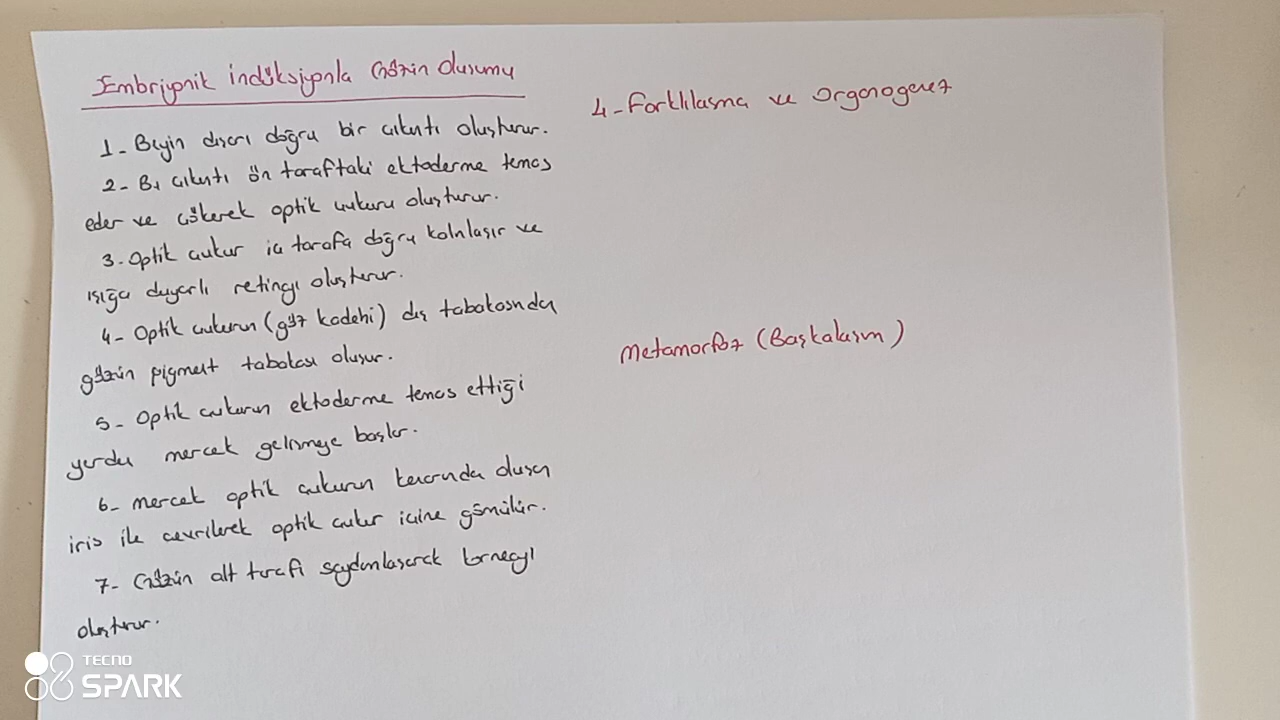 Embriyonik indüksiyonla Gözün Oluşumu
1- Beyin dışarı doğru bir çıkıntı oluşturur.
2- Bu çıkıntı ön taraftaki ektoderme temas
eder ve çökerek optik çukuru oluşturur.
3- Optik çukur iç tarafa doğru kalınlaşır ve
ışığa duyarlı retinayı oluşturur.
4- Optik çukurun (göz kadehi) dış tabakasında
gözün pigment tabakası oluşur.
5- Optik çukurun ektoderme temas ettiği
yerde mercek gelişmeye başlar.
6- mercek optik çukurun kenarında oluşan
iris ile çevrilerek optik çukur içine gömülür.
7- Gözün alt tarafı saydamlaşarak korneayı
oluşturur.
4- Farklılaşma ve Organogenez
Metamorfoz (Başkalaşım)
TECNO
SPARK